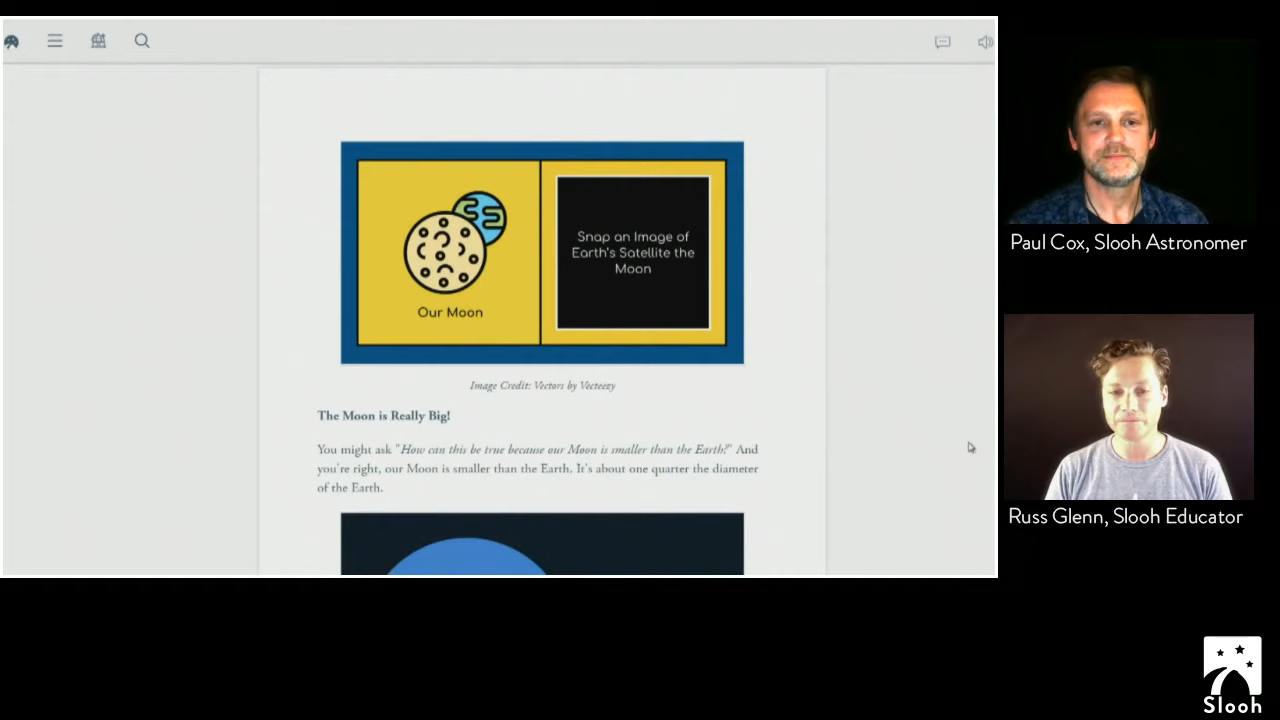 Snap an Image of
Earth's Satellite the
Moon
Our Moon
Image Credit: Vectors by Vecteezy
The Moon is Really Big!
You might ask "How can this be true because our Moon is smaller than the Earth?" And
you're right, our Moon is smaller than the Earth. It's about one quarter the diameter
of the Earth.
Paul Cox, Slooh Astronomer
Russ Glenn, Slooh Educator
Slooh